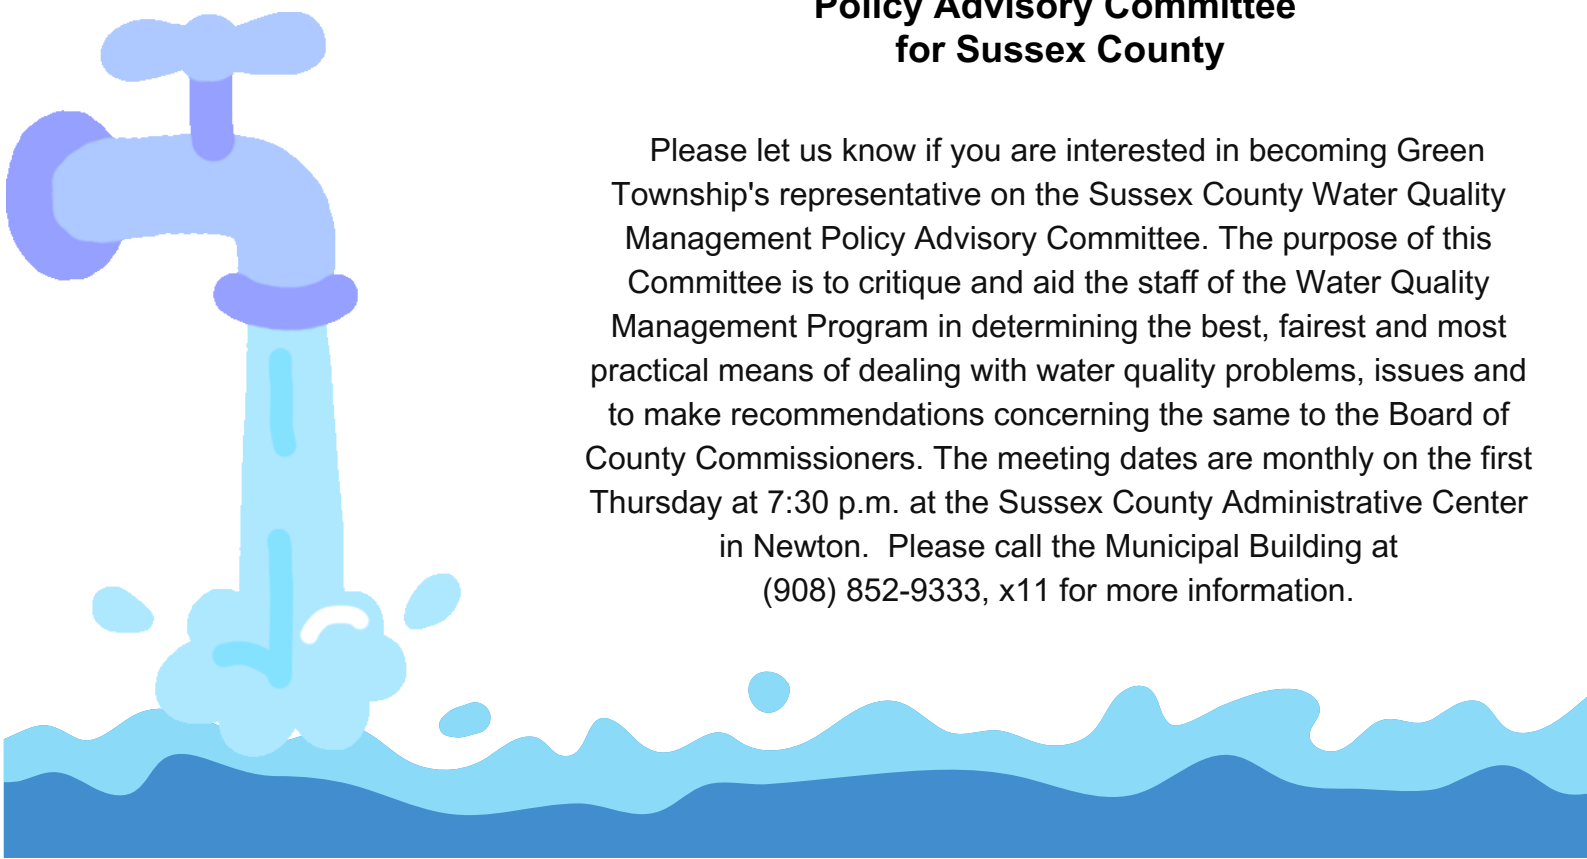 Policy Advisory Committee
for Sussex County
Please let us know if you are interested in becoming Green
Township's representative on the Sussex County Water Quality
Management Policy Advisory Committee. The purpose of this
Committee is to critique and aid the staff of the Water Quality
Management Program in determining the best, fairest and most
practical means of dealing with water quality problems, issues and
to make recommendations concerning the same to the Board of
County Commissioners. The meeting dates are monthly on the first
Thursday at 7:30 p.m. at the Sussex County Administrative Center
in Newton.  Please call the Municipal Building at
(908) 852-9333, x11 for more information.